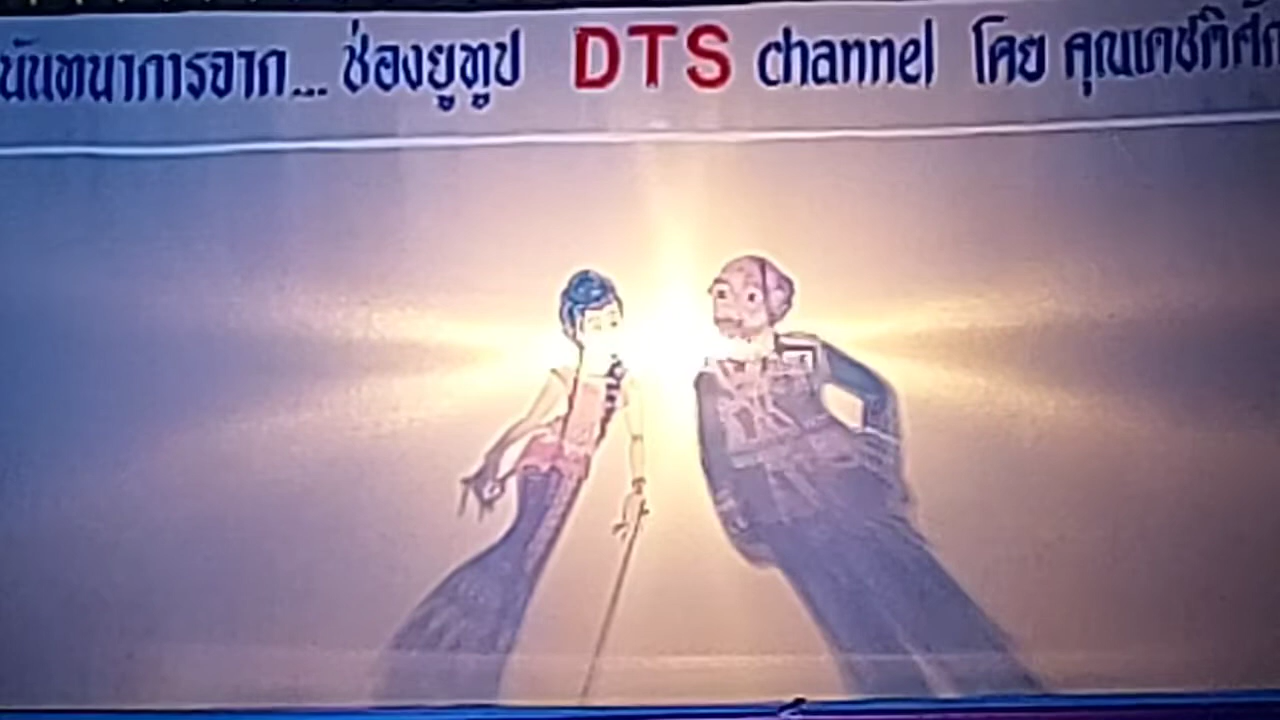 นันทนาการจาก... ช่องยูทูป DTS channel โดย คุณเดชติศัก